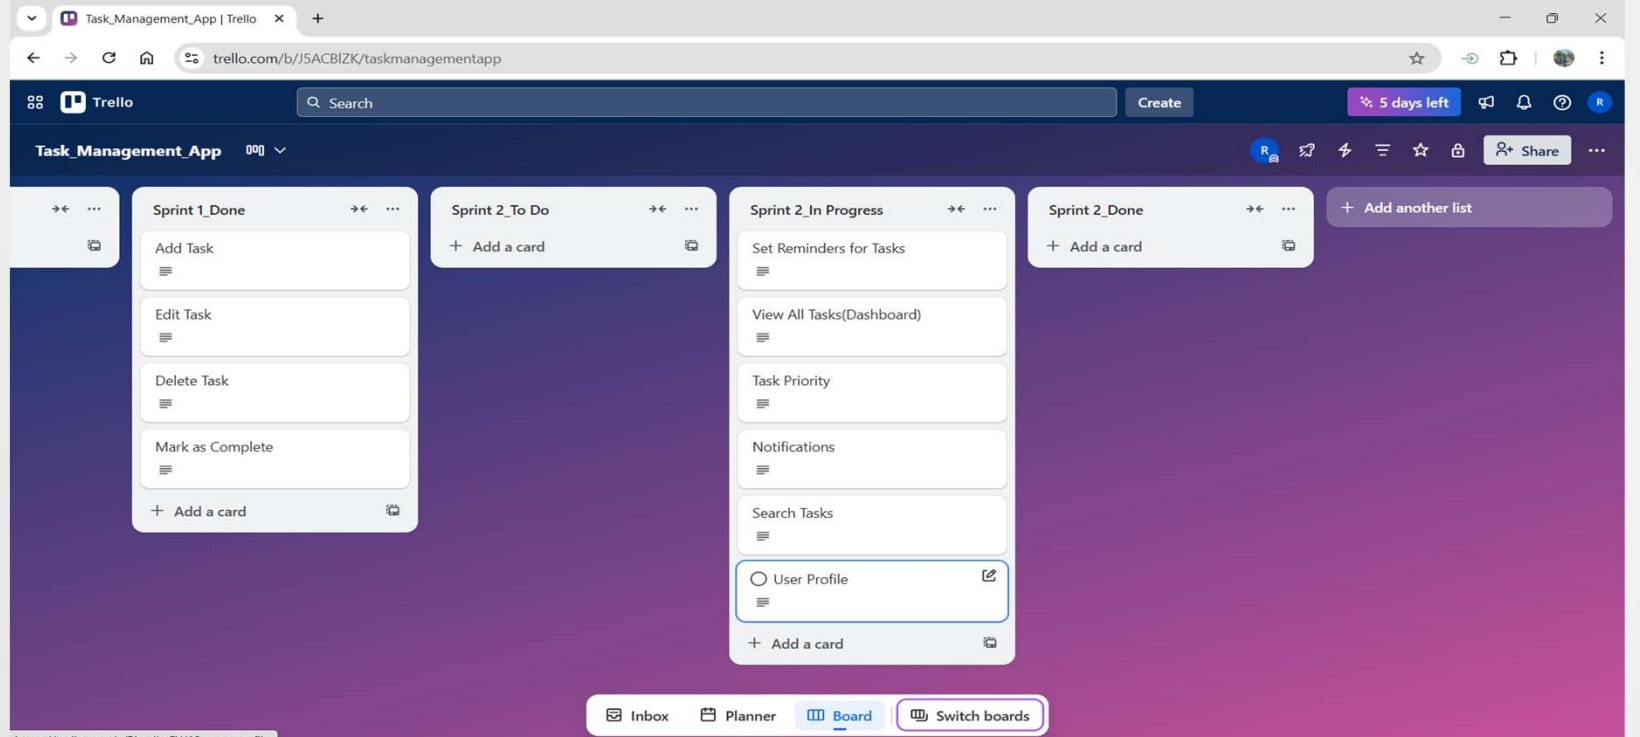 Task_Management_App | Trello
trello.com/b/J5ACBlZK/taskmanagementapp
Trello
Search
Create
5 days left
R
Task_Management_App
R
Share
Sprint 1_Done
Add Task
Edit Task
Delete Task
Mark as Complete
+ Add a card
Sprint 2_To Do
+ Add a card
Sprint 2_In Progress
Set Reminders for Tasks
View All Tasks(Dashboard)
Task Priority
Notifications
Search Tasks
User Profile
+ Add a card
Sprint 2_Done
+ Add a card
+ Add another list
Inbox
Planner
Board
Switch boards